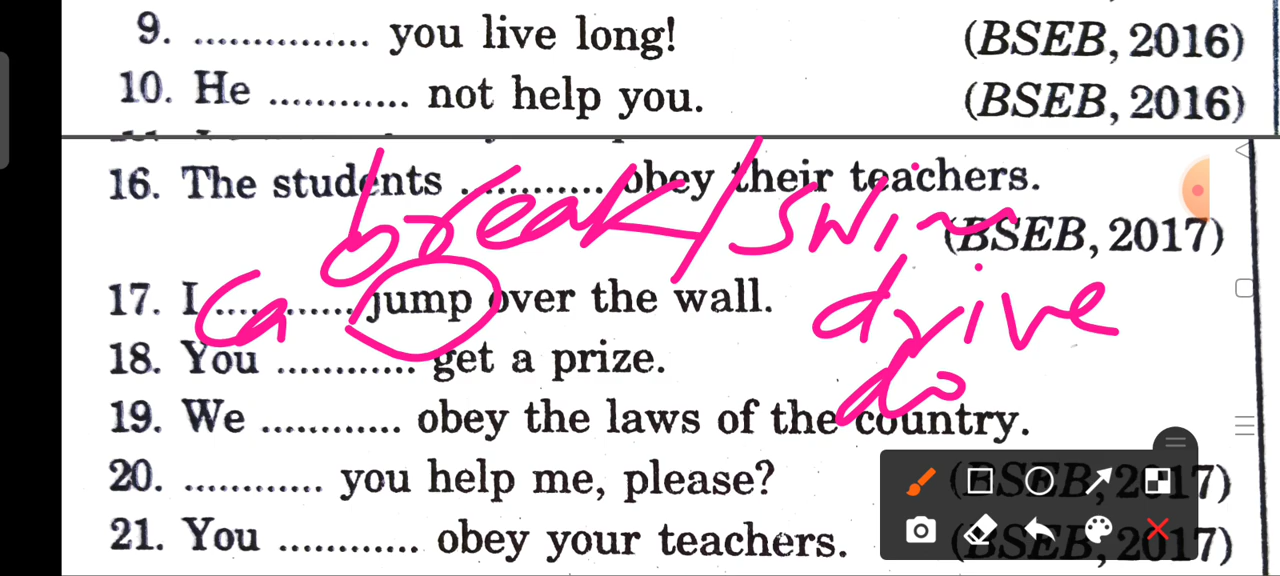 9. ............... you live long! (BSEB, 2016)
10. He ............ not help you. (BSEB, 2016)
16. The students ............ obey their teachers.
break/swim
(BSEB, 2017)
17. I ............ jump over the wall.
Ca
drive
18. You ............ get a prize.
do
19. We ............ obey the laws of the country.
20. ............ you help me, please? (BSEB, 2017)
21. You ............ obey your teachers. (BSEB, 2017)